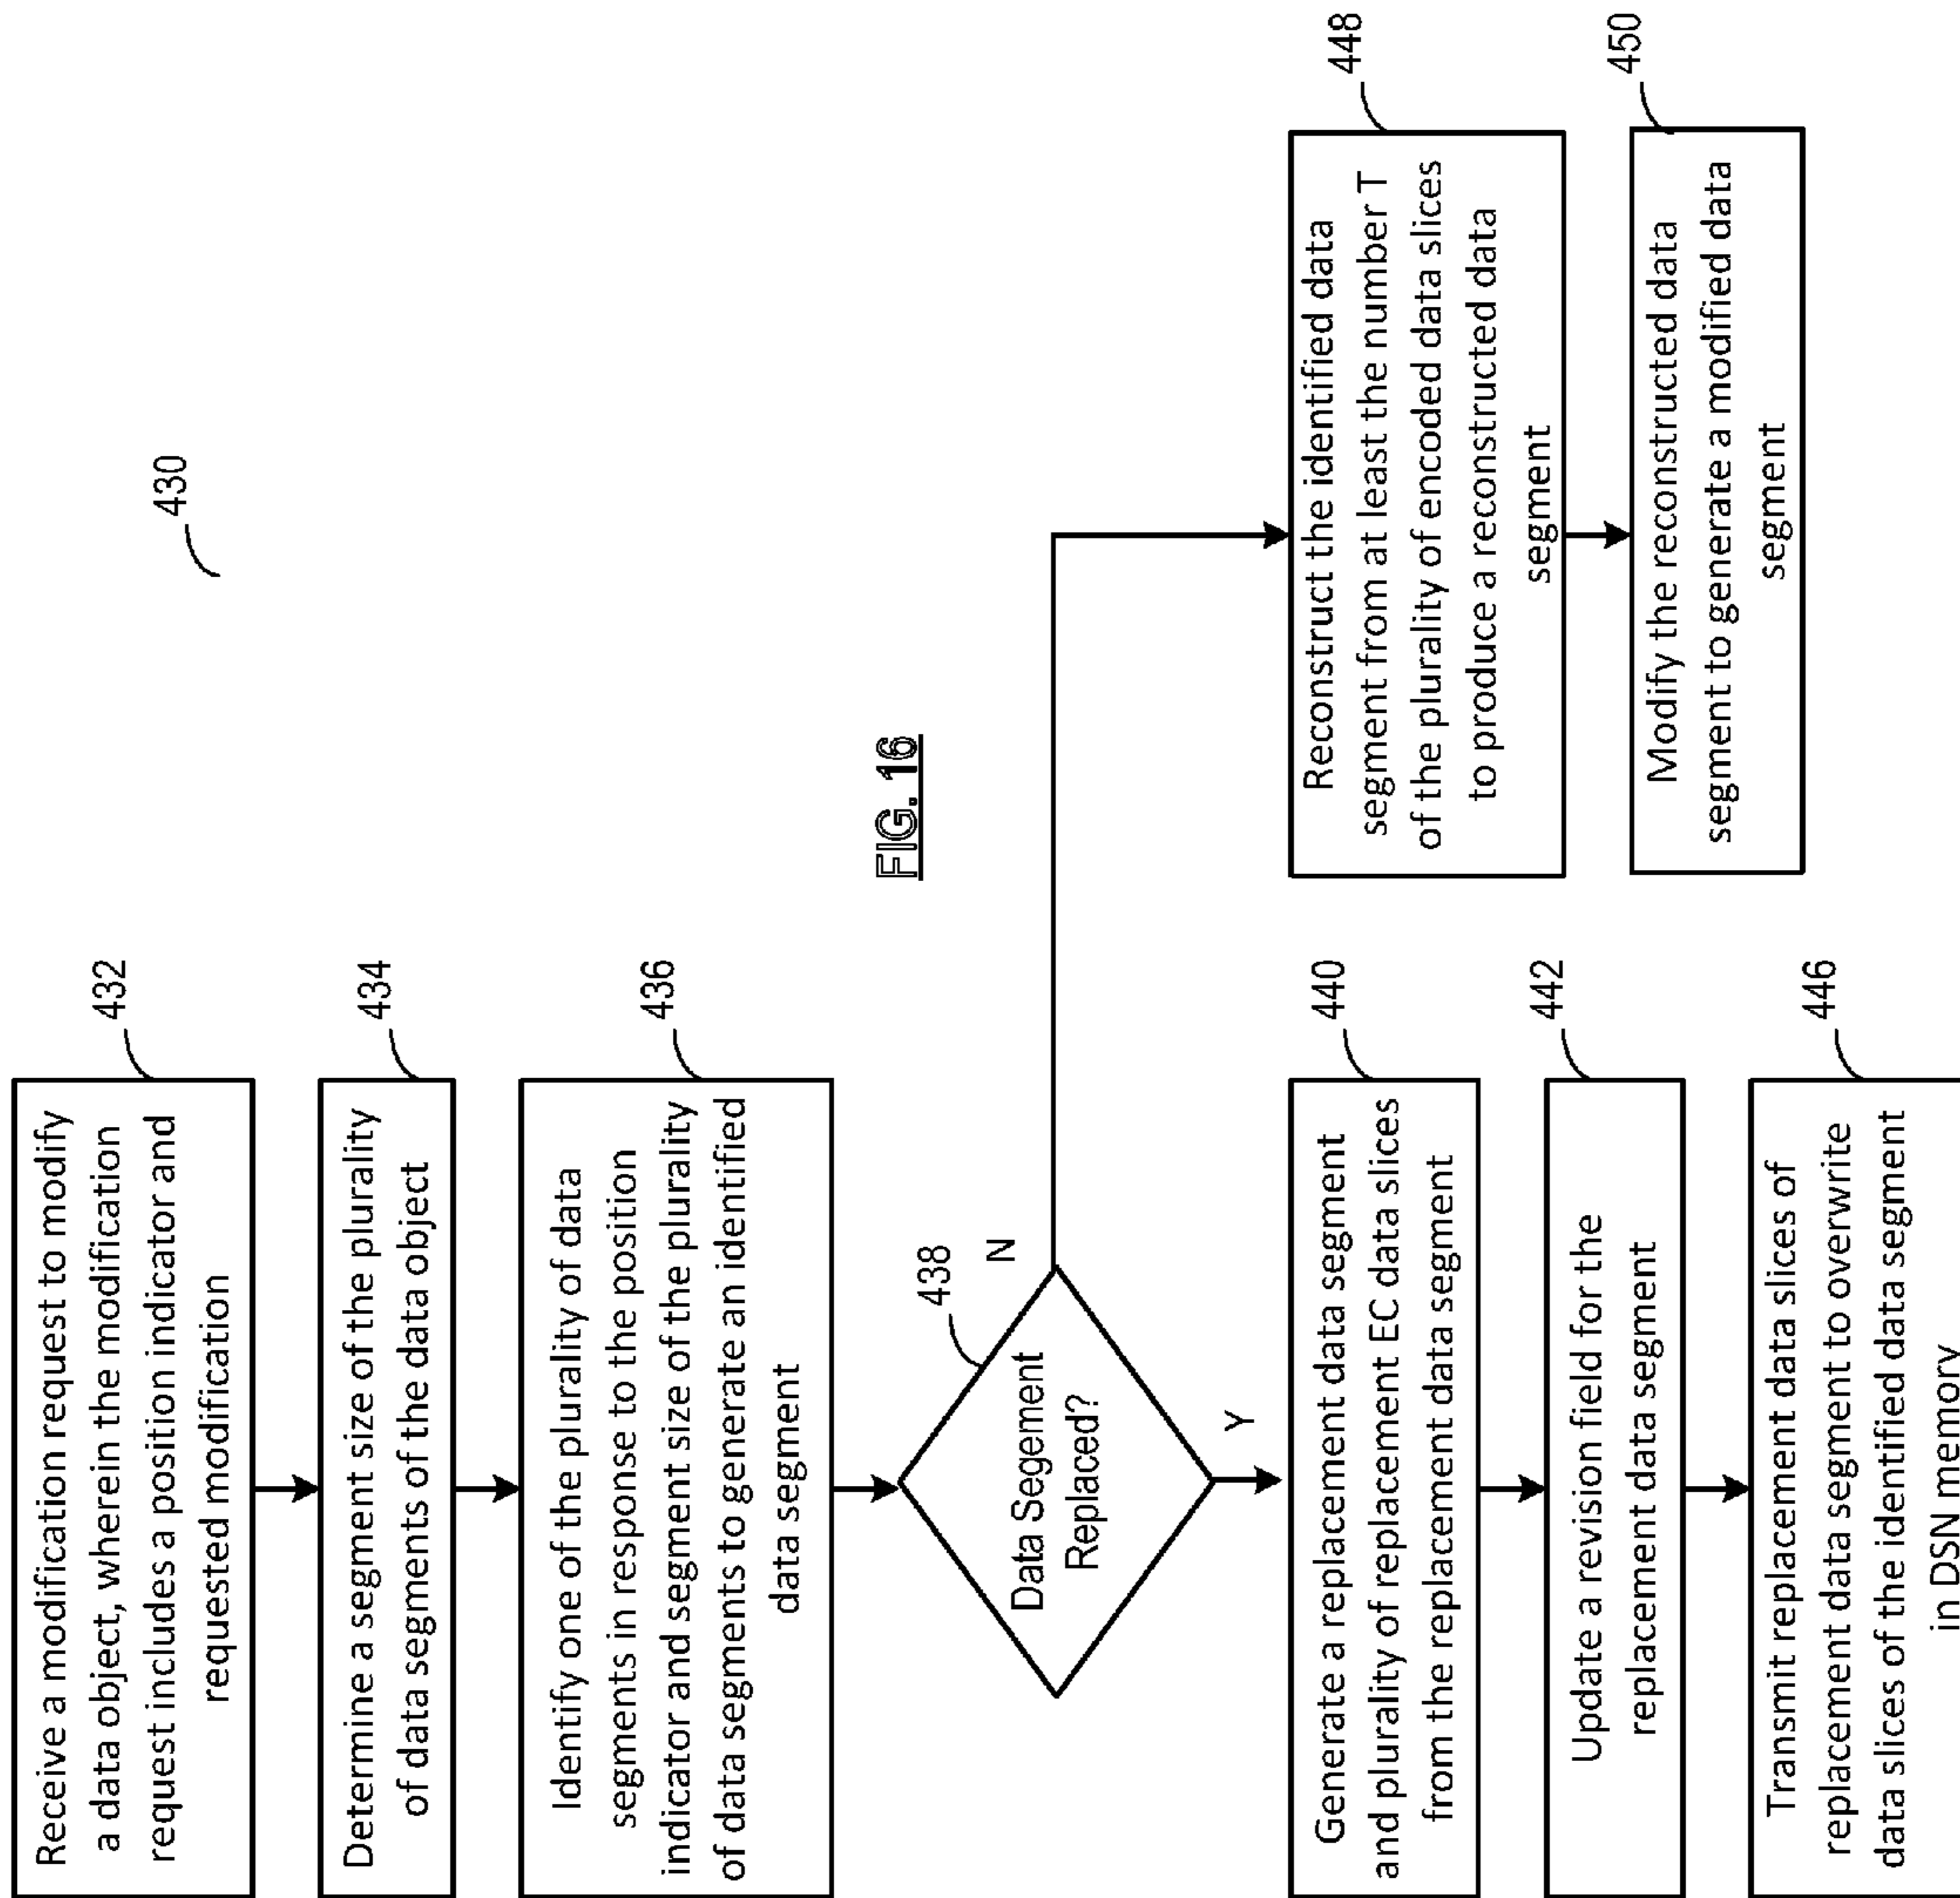 430
Receive a modification request to modify
a data object, wherein the modification
request includes a position indicator and
requested modification
432
Determine a segment size of the plurality
of data segments of the data object
434
Identify one of the plurality of data
segments in response to the position
indicator and segment size of the plurality
of data segments to generate an identified
data segment
436
FIG. 16
438
Data Segement
Replaced?
N
Y
Generate a replacement data segment
and plurality of replacement EC data slices
from the replacement data segment
440
Update a revision field for the
replacement data segment
442
Transmit replacement data slices of
replacement data segment to overwrite
data slices of the identified data segment
in DSN memory
446
Reconstruct the identified data
segment from at least the number T
of the plurality of encoded data slices
to produce a reconstructed data
segment
448
Modify the reconstructed data
segment to generate a modified data
segment
450